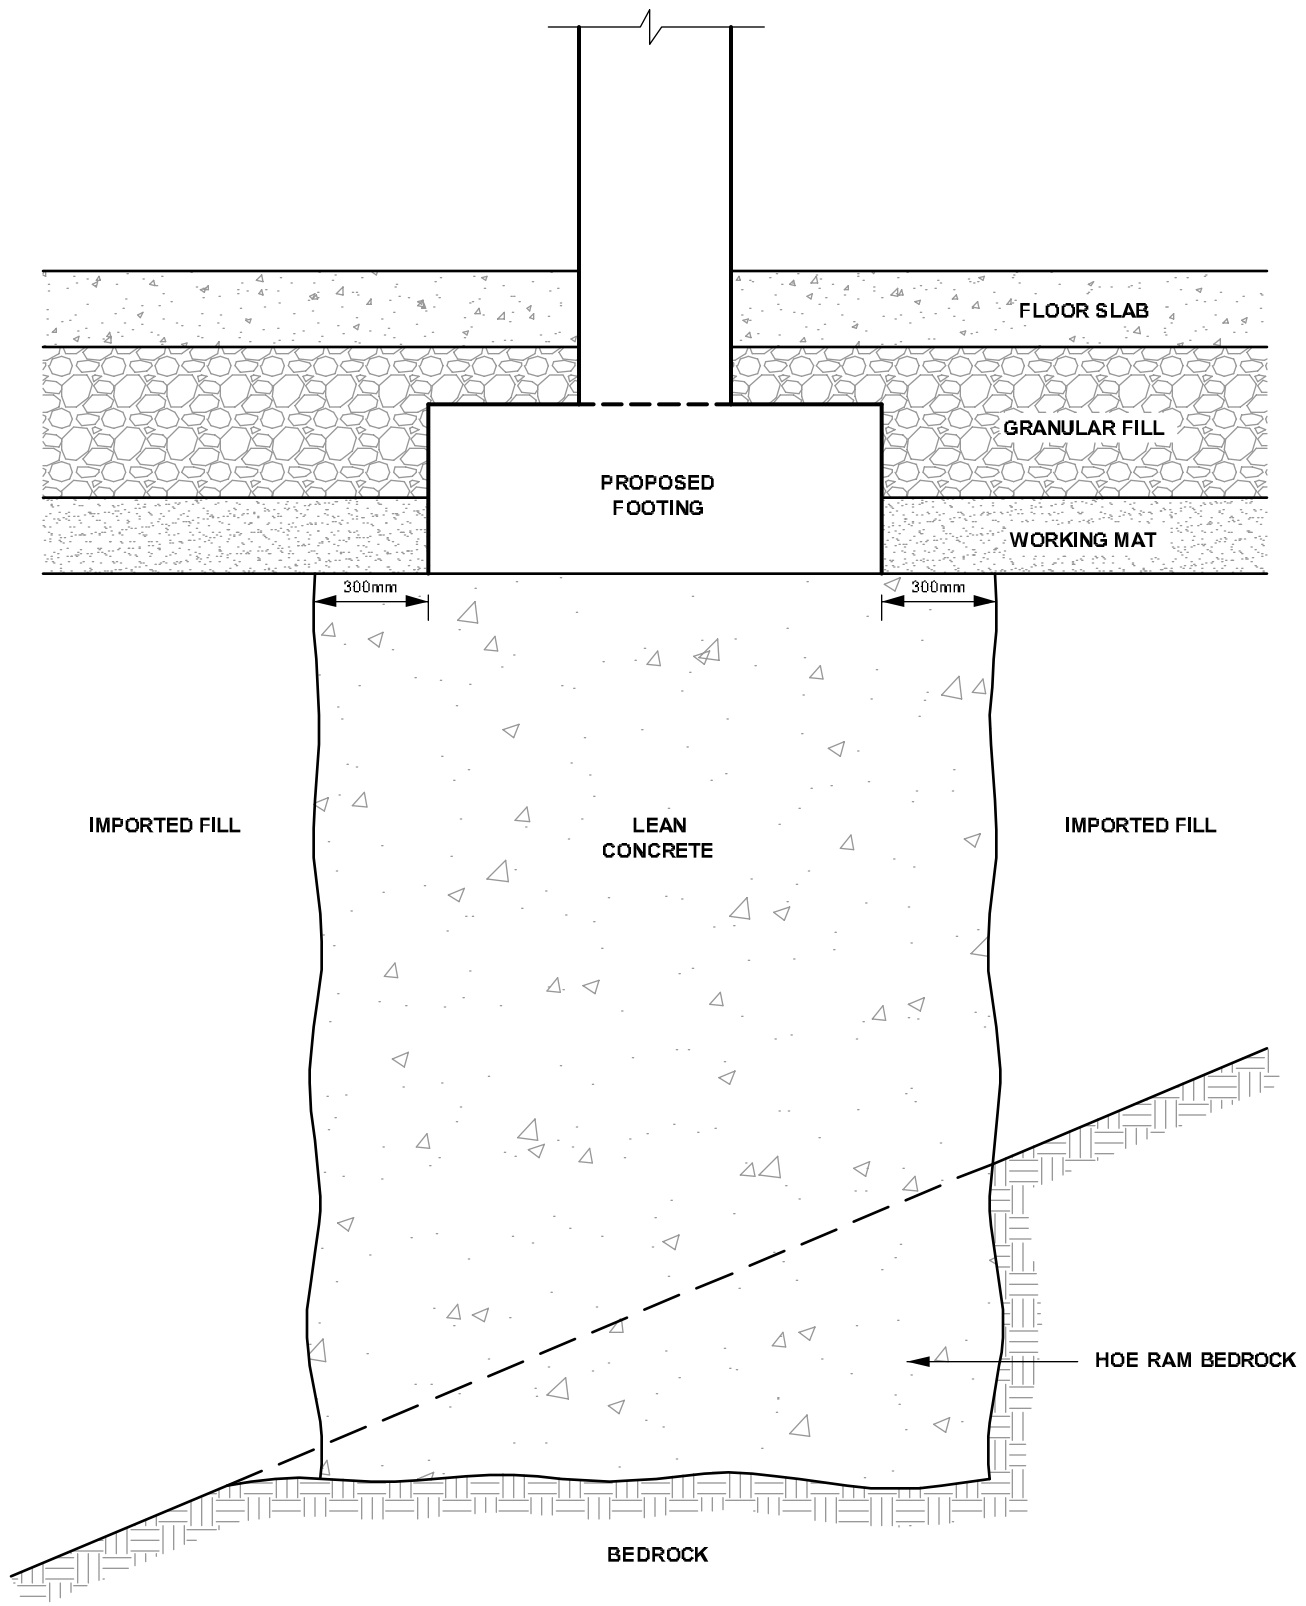 FLOOR SLAB
GRANULAR FILL
PROPOSED
FOOTING
WORKING MAT
300mm
300mm
IMPORTED FILL
LEAN
CONCRETE
IMPORTED FILL
HOE RAM BEDROCK
BEDROCK